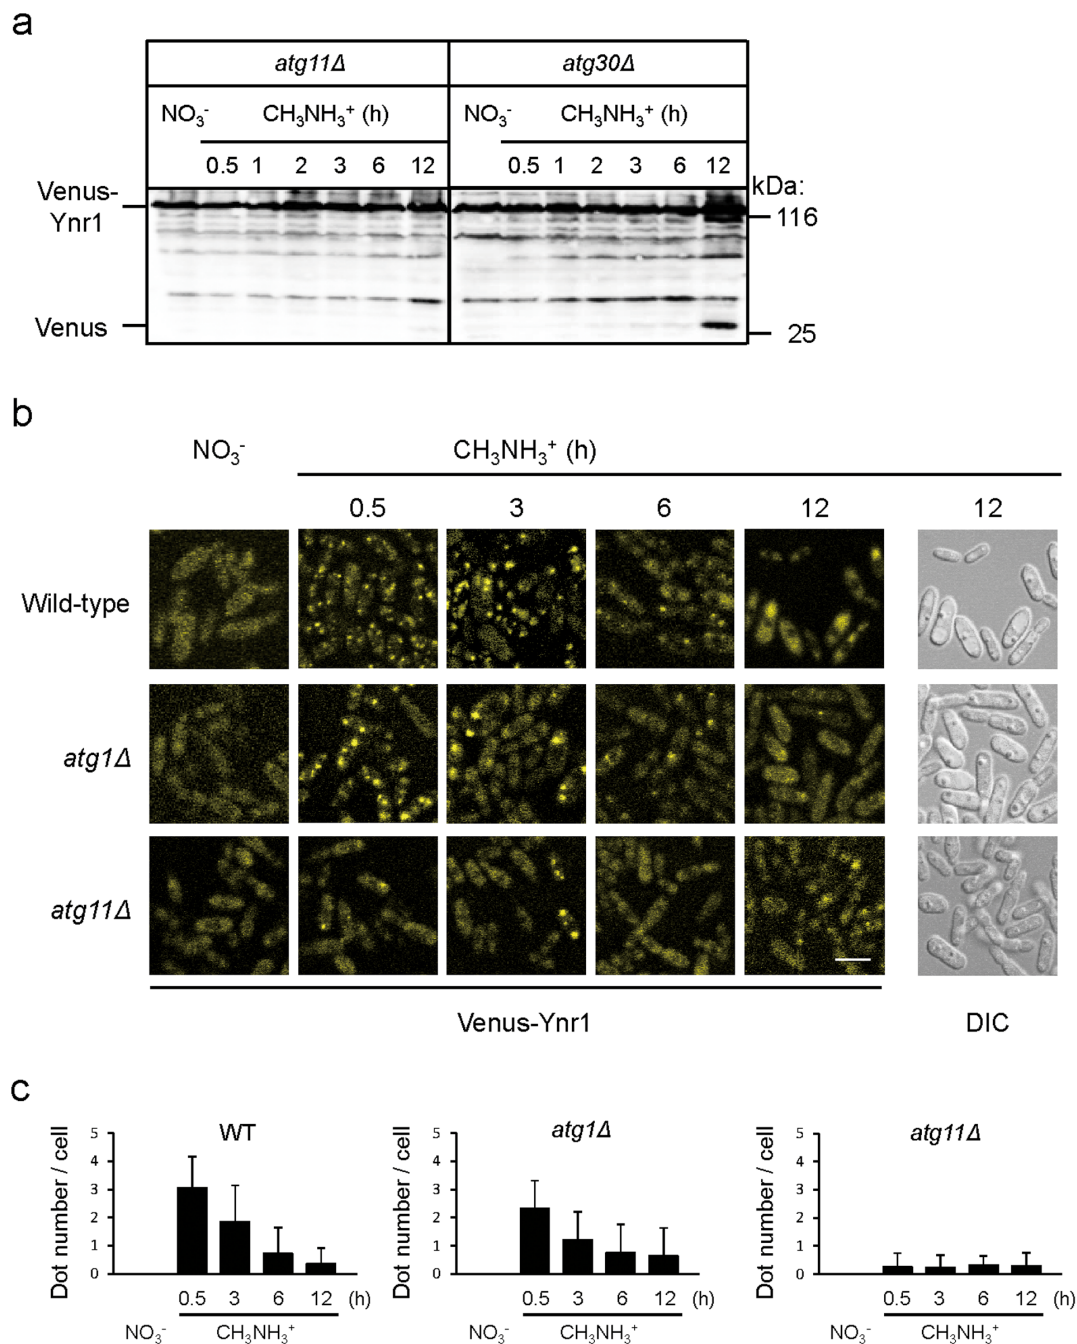 a
atg11Δ atg30Δ
NO₃⁻ CH₃NH₃⁺ (h) NO₃⁻ CH₃NH₃⁺ (h)
0.5 1 2 3 6 12 0.5 1 2 3 6 12
kDa:
Venus-
Ynr1
116
Venus
25
b
NO₃⁻ CH₃NH₃⁺ (h)
0.5 3 6 12 12
Wild-type
atg1Δ
atg11Δ
Venus-Ynr1 DIC
c
WT atg1Δ atg11Δ
Dot number / cell Dot number / cell Dot number / cell
5 5 5
4 4 4
3 3 3
2 2 2
1 1 1
0 0 0
0.5 3 6 12 (h) 0.5 3 6 12 (h) 0.5 3 6 12 (h)
NO₃⁻ CH₃NH₃⁺ NO₃⁻ CH₃NH₃⁺ NO₃⁻ CH₃NH₃⁺